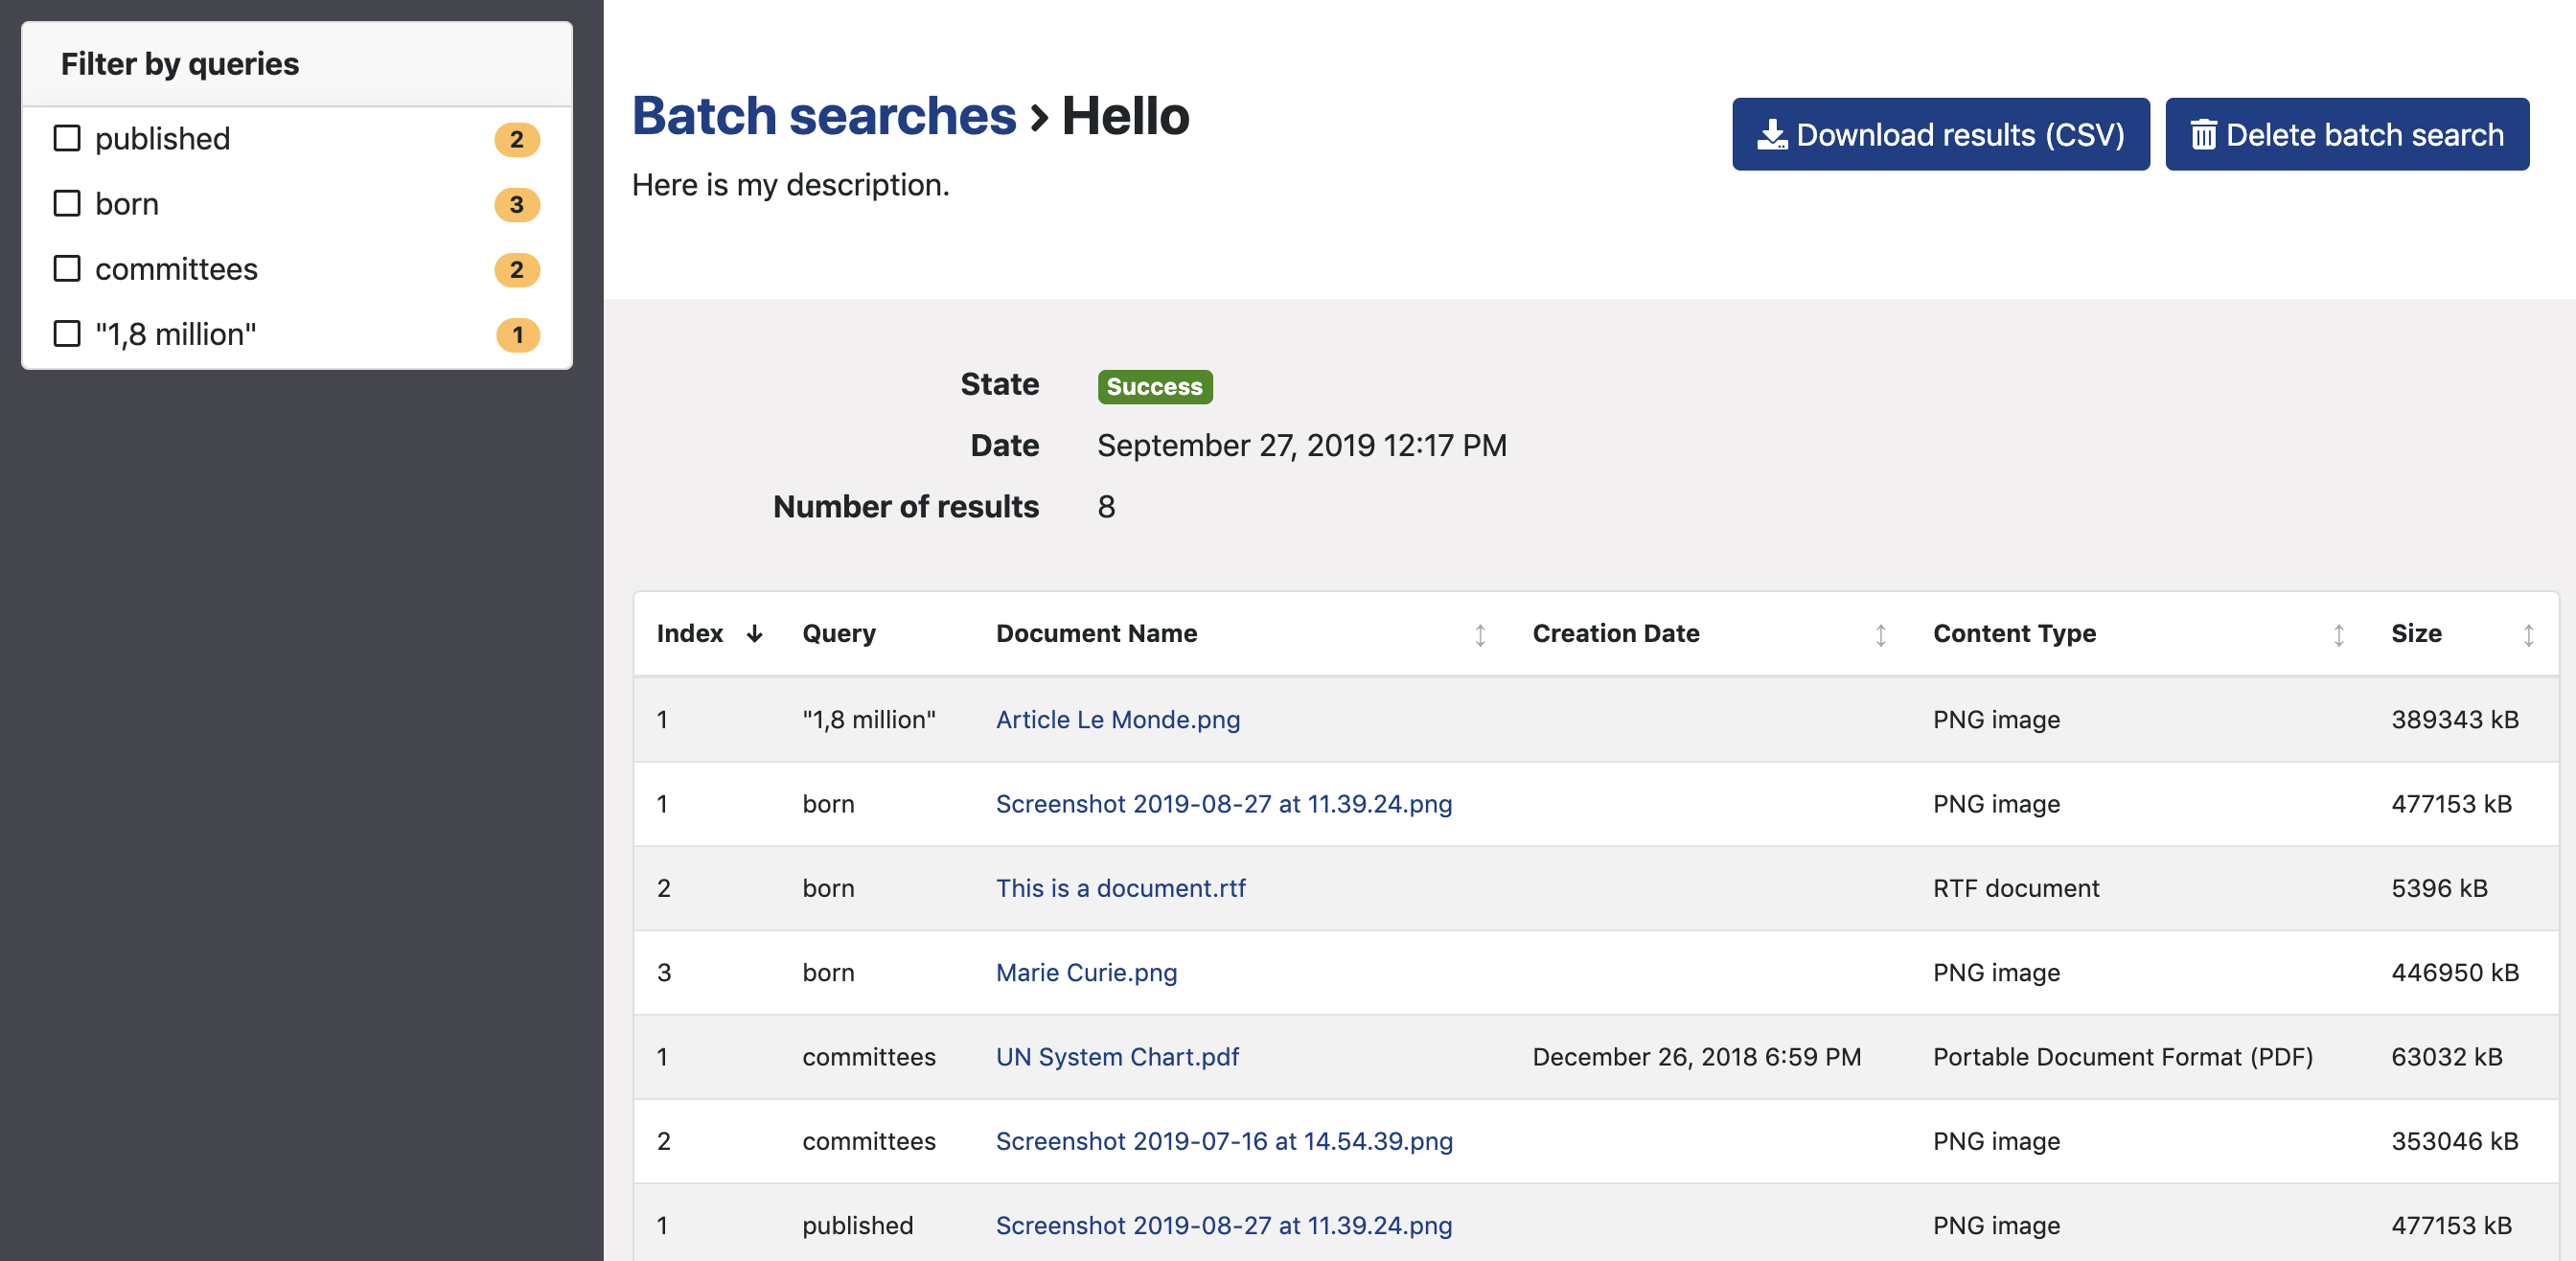 Filter by queries
published 2
born 3
committees 2
"1,8 million" 1
Batch searches › Hello
Here is my description.
Download results (CSV)
Delete batch search
State Success
Date September 27, 2019 12:17 PM
Number of results 8
Index Query Document Name Creation Date Content Type Size
1 "1,8 million" Article Le Monde.png PNG image 389343 kB
1 born Screenshot 2019-08-27 at 11.39.24.png PNG image 477153 kB
2 born This is a document.rtf RTF document 5396 kB
3 born Marie Curie.png PNG image 446950 kB
1 committees UN System Chart.pdf December 26, 2018 6:59 PM Portable Document Format (PDF) 63032 kB
2 committees Screenshot 2019-07-16 at 14.54.39.png PNG image 353046 kB
1 published Screenshot 2019-08-27 at 11.39.24.png PNG image 477153 kB